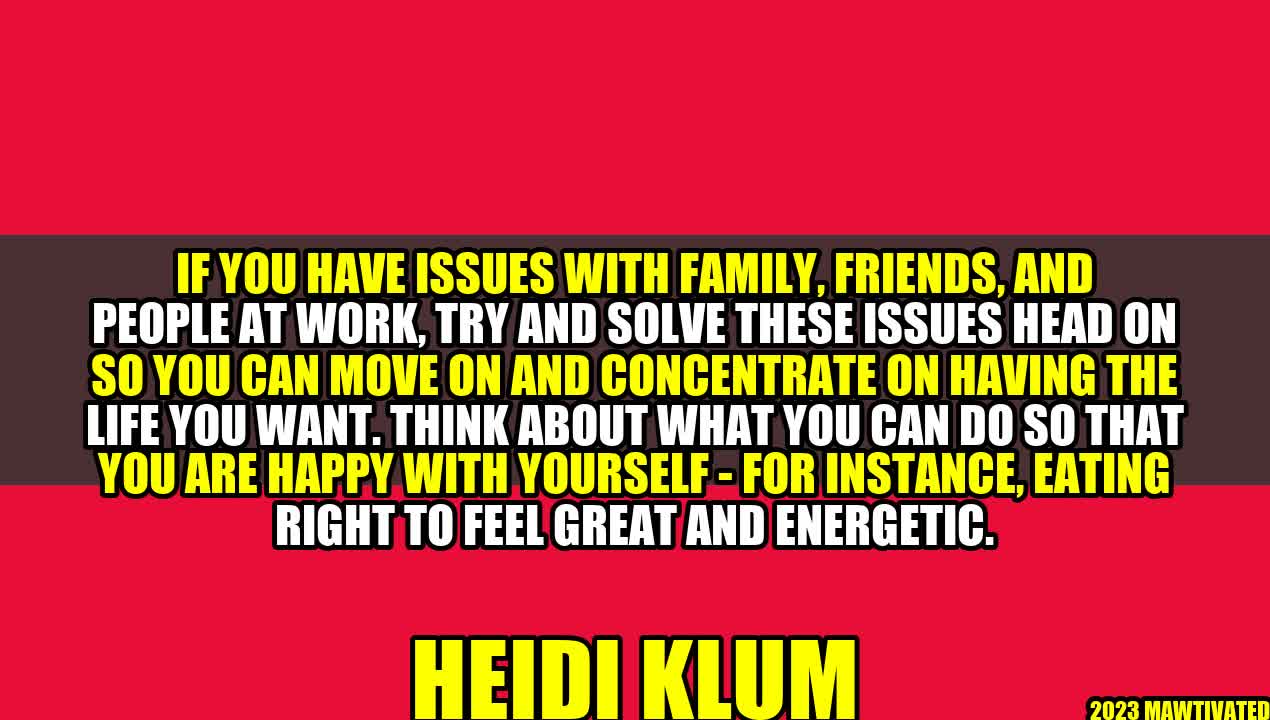 IF YOU HAVE ISSUES WITH FAMILY, FRIENDS, AND
PEOPLE AT WORK, TRY AND SOLVE THESE ISSUES HEAD ON
SO YOU CAN MOVE ON AND CONCENTRATE ON HAVING THE
LIFE YOU WANT. THINK ABOUT WHAT YOU CAN DO SO THAT
YOU ARE HAPPY WITH YOURSELF - FOR INSTANCE, EATING
RIGHT TO FEEL GREAT AND ENERGETIC.
HEIDI KLUM
2023 MAWTIVATED